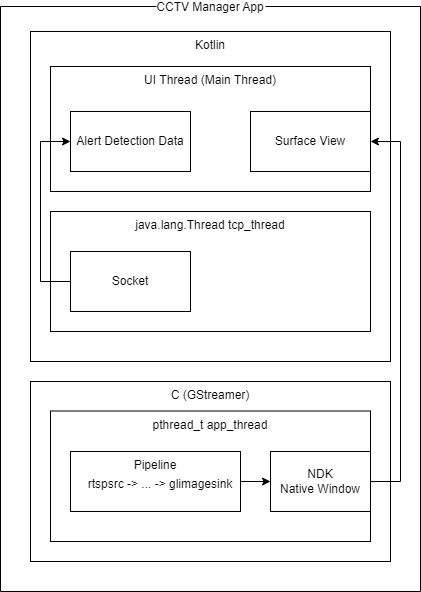 CCTV Manager App
Kotlin
UI Thread (Main Thread)
Alert Detection Data
Surface View
java.lang.Thread tcp_thread
Socket
C (GStreamer)
pthread_t app_thread
Pipeline
rtspsrc -> ... -> glimagesink
NDK
Native Window